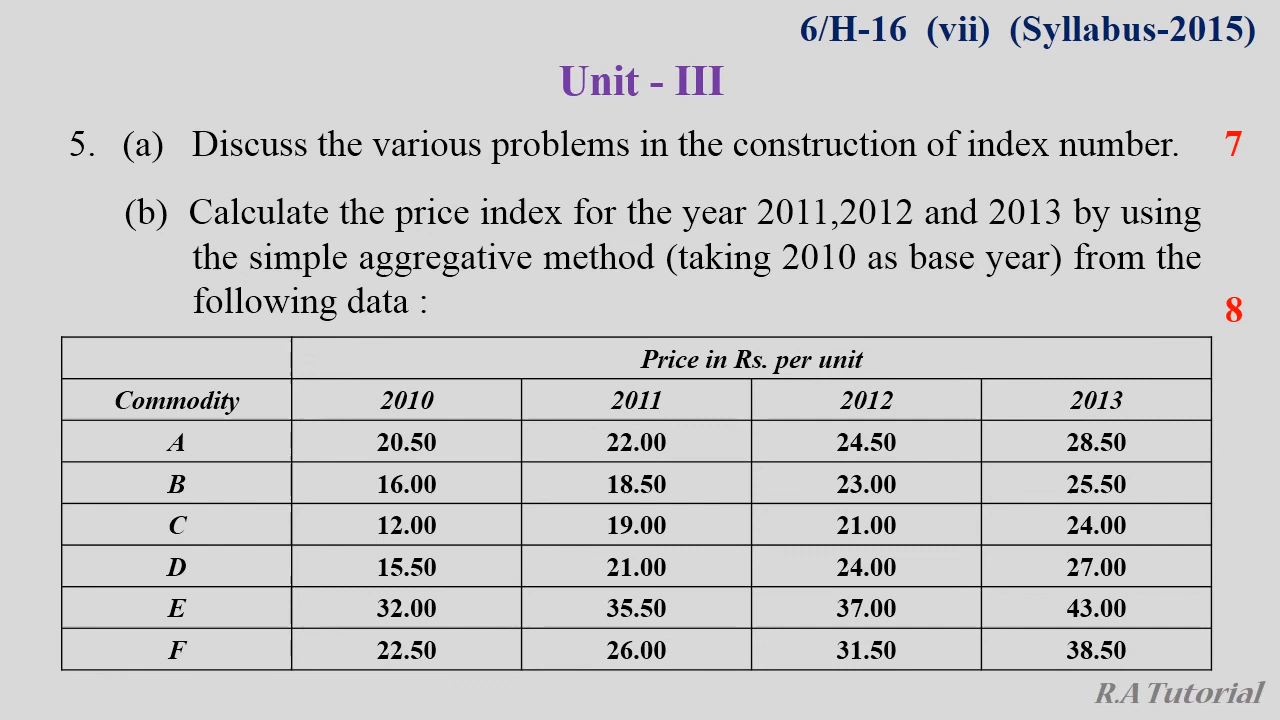 6/H-16 (vii) (Syllabus-2015)
Unit - III
5. (a) Discuss the various problems in the construction of index number. 7
(b) Calculate the price index for the year 2011,2012 and 2013 by using
the simple aggregative method (taking 2010 as base year) from the
following data : 8
Price in Rs. per unit
Commodity 2010 2011 2012 2013
A 20.50 22.00 24.50 28.50
B 16.00 18.50 23.00 25.50
C 12.00 19.00 21.00 24.00
D 15.50 21.00 24.00 27.00
E 32.00 35.50 37.00 43.00
F 22.50 26.00 31.50 38.50
R.A Tutorial